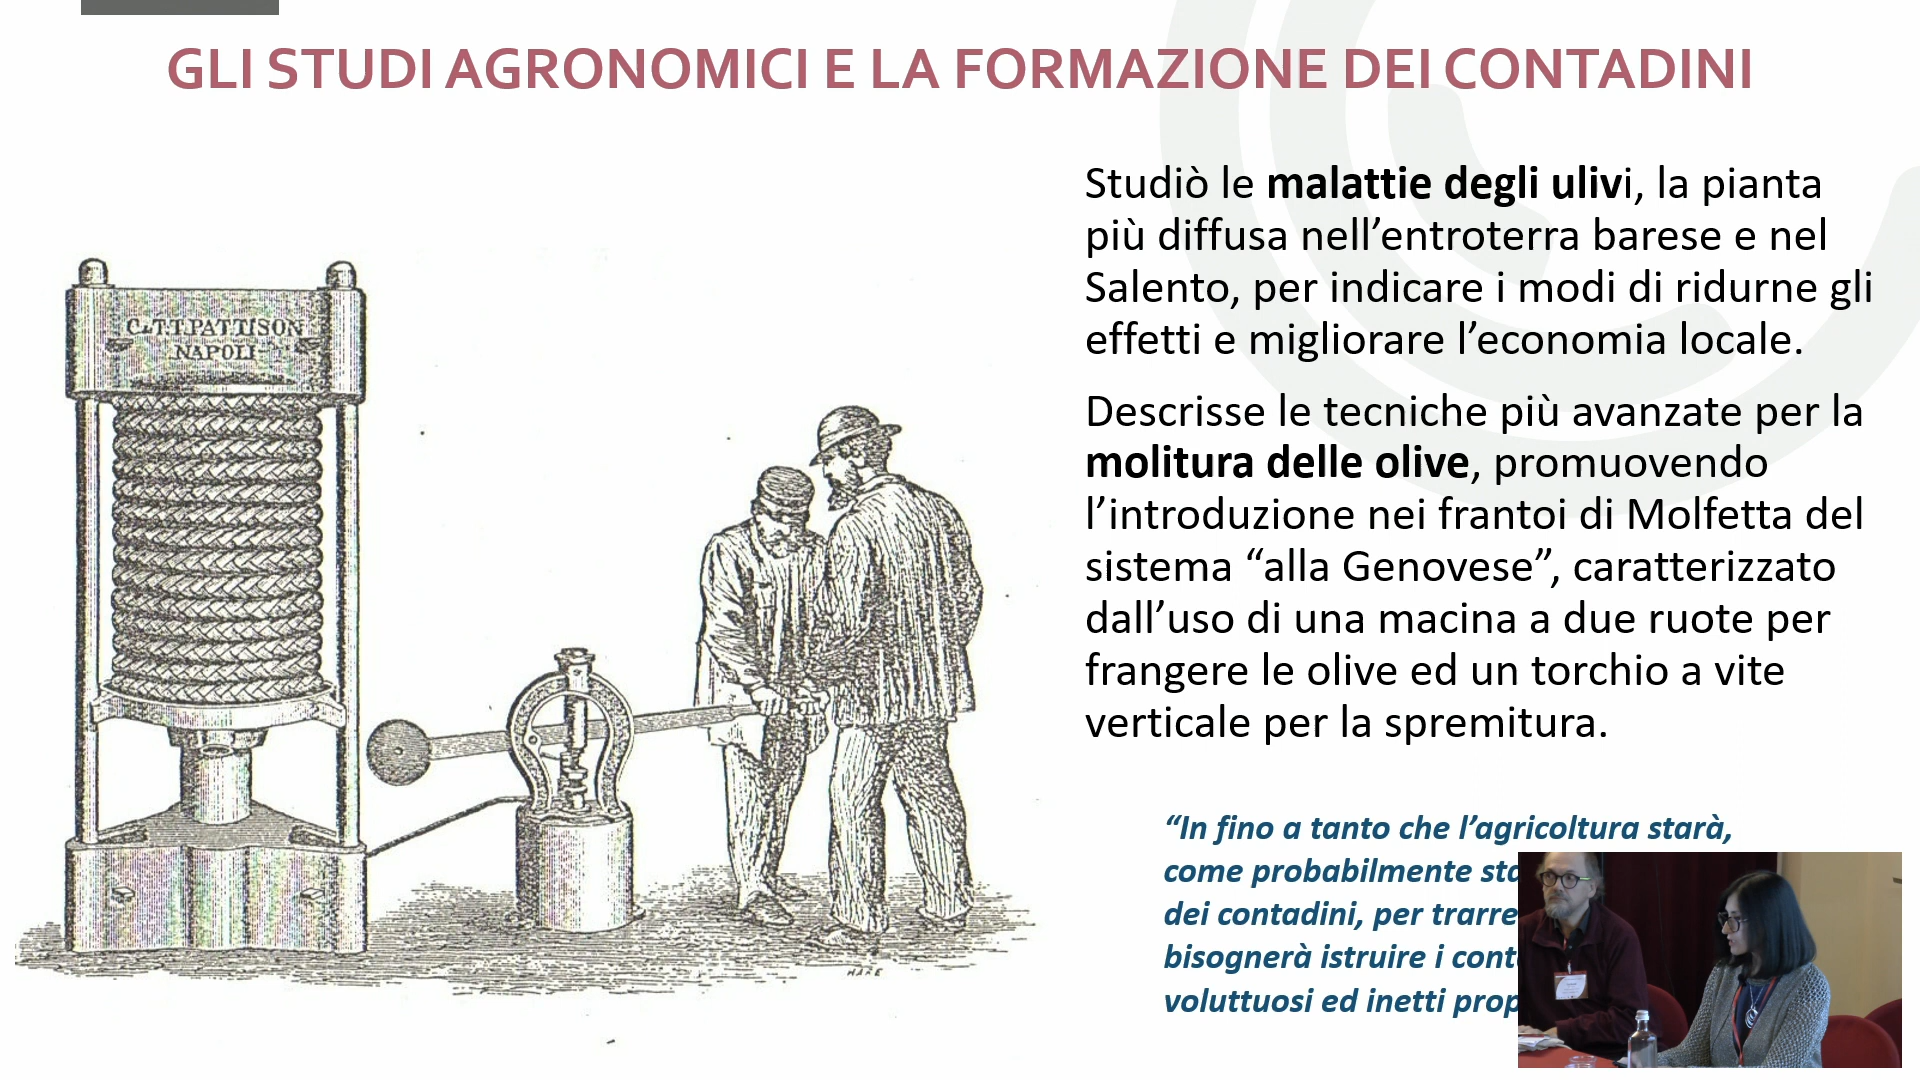 GLI STUDI AGRONOMICI E LA FORMAZIONE DEI CONTADINI
Studiò le malattie degli ulivi, la pianta
più diffusa nell’entroterra barese e nel
Salento, per indicare i modi di ridurne gli
effetti e migliorare l’economia locale.
Descrisse le tecniche più avanzate per la
molitura delle olive, promuovendo
l’introduzione nei frantoi di Molfetta del
sistema “alla Genovese”, caratterizzato
dall’uso di una macina a due ruote per
frangere le olive ed un torchio a vite
verticale per la spremitura.
“In fino a tanto che l’agricoltura starà,
come probabilmente
dei contadini, per trarre
bisognerà istruire i
voluttuosi ed inetti
C. & T.T. PATTISON
NAPOLI